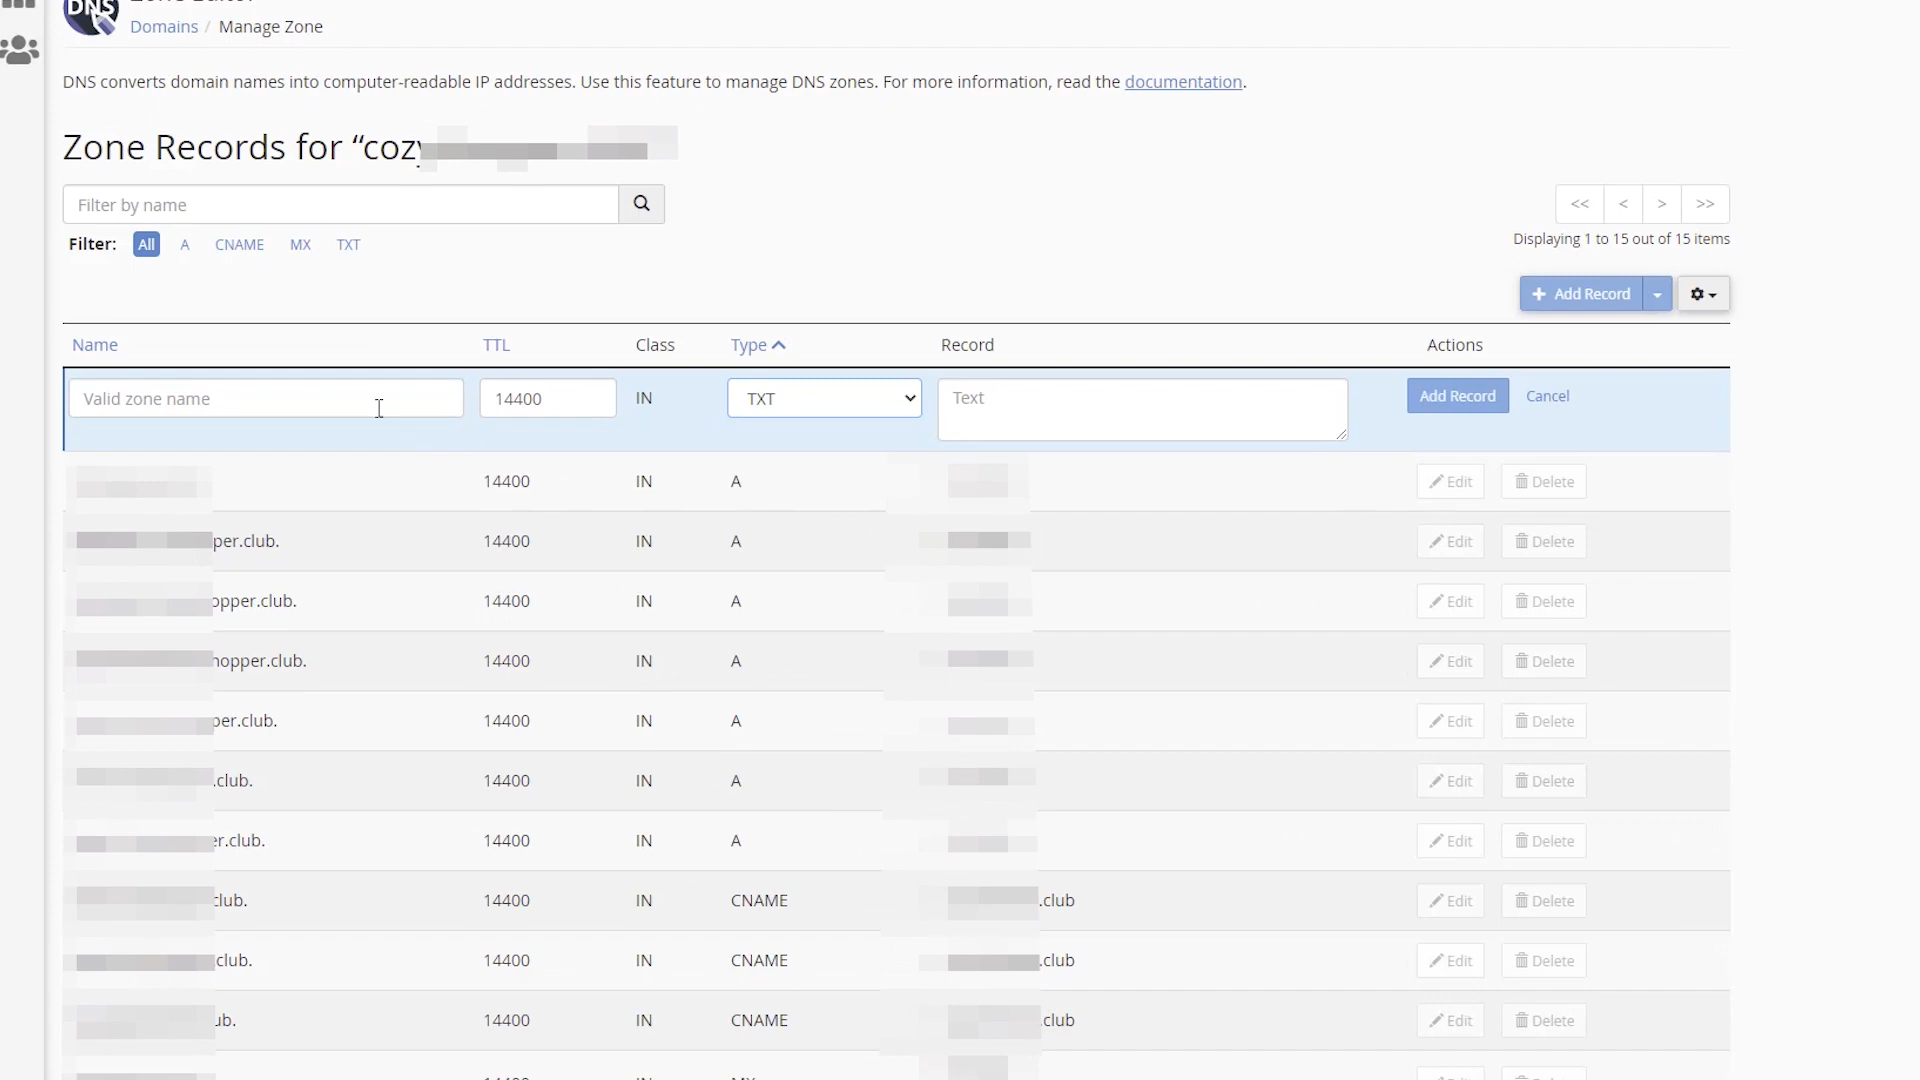 DNS
Zone Editor
Domains / Manage Zone
DNS converts domain names into computer-readable IP addresses. Use this feature to manage DNS zones. For more information, read the documentation.
Zone Records for “cozy
Filter by name
<< < > >>
Filter: All A CNAME MX TXT
Displaying 1 to 15 out of 15 items
+ Add Record
Name TTL Class Type Record Actions
Valid zone name 14400 IN TXT Text Add Record Cancel
14400 IN A Edit Delete
per.club. 14400 IN A Edit Delete
opper.club. 14400 IN A Edit Delete
hopper.club. 14400 IN A Edit Delete
per.club. 14400 IN A Edit Delete
.club. 14400 IN A Edit Delete
er.club. 14400 IN A Edit Delete
club. 14400 IN CNAME .club Edit Delete
club. 14400 IN CNAME .club Edit Delete
ub. 14400 IN CNAME .club Edit Delete
14400 IN MX Edit Delete